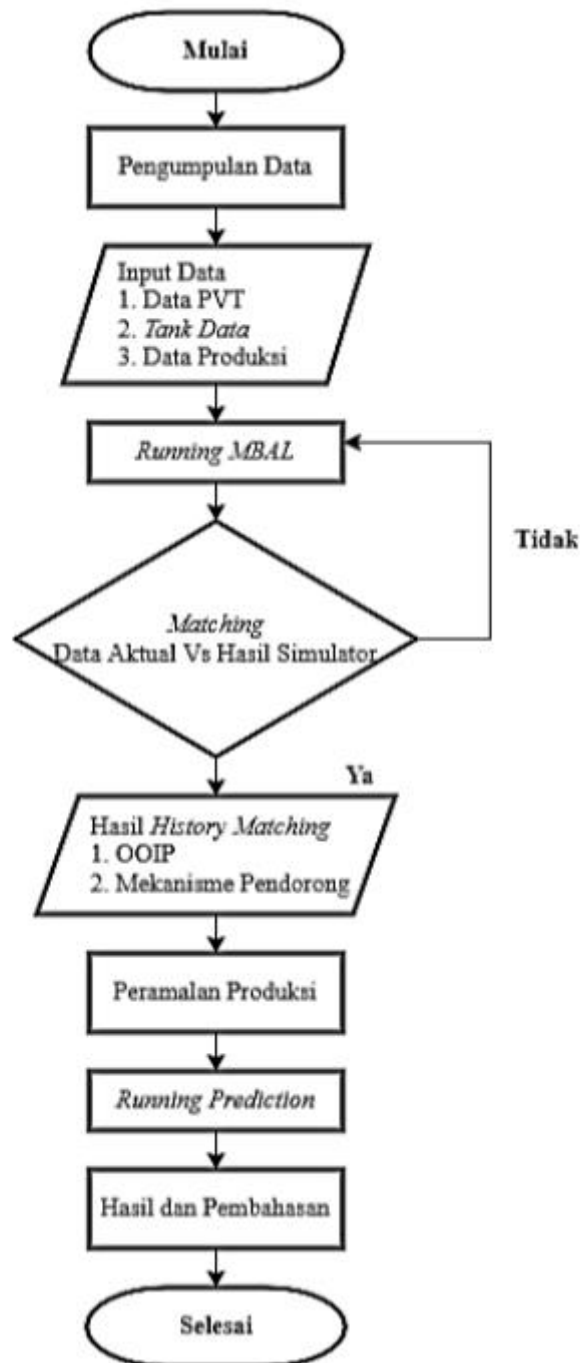 Mulai
Pengumpulan Data
Input Data
1. Data PVT
2. Tank Data
3. Data Produksi
Running MBAL
Tidak
Matching
Data Aktual Vs Hasil Simulator
Ya
Hasil History Matching
1. OOIP
2. Mekanisme Pendorong
Peramalan Produksi
Running Prediction
Hasil dan Pembahasan
Selesai